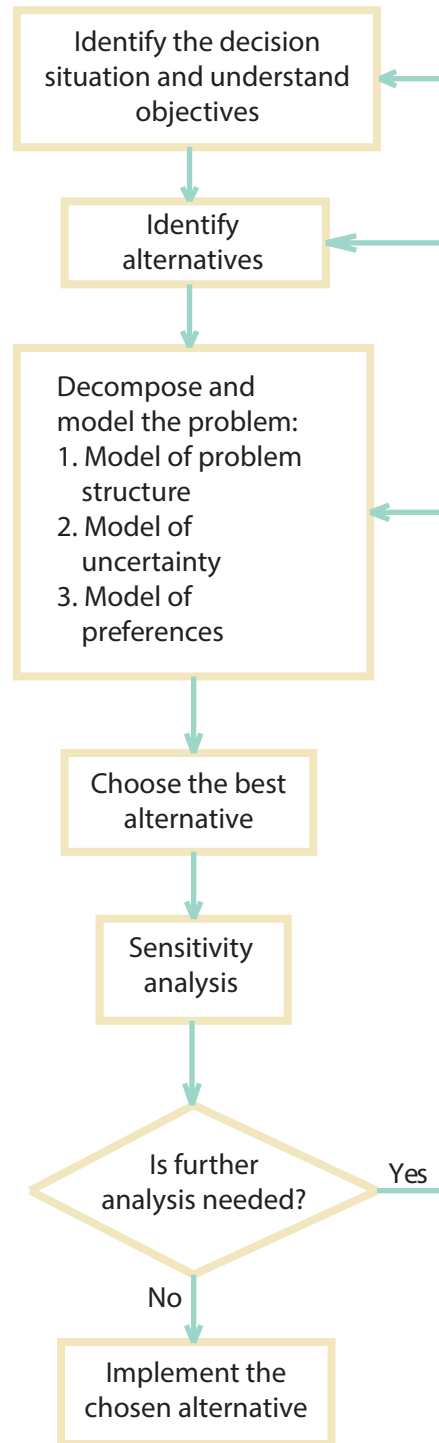 Identify the decision
situation and understand
objectives
Identify
alternatives
Decompose and
model the problem:
1. Model of problem
structure
2. Model of
uncertainty
3. Model of
preferences
Choose the best
alternative
Sensitivity
analysis
Is further
analysis needed?
Yes
No
Implement the
chosen alternative